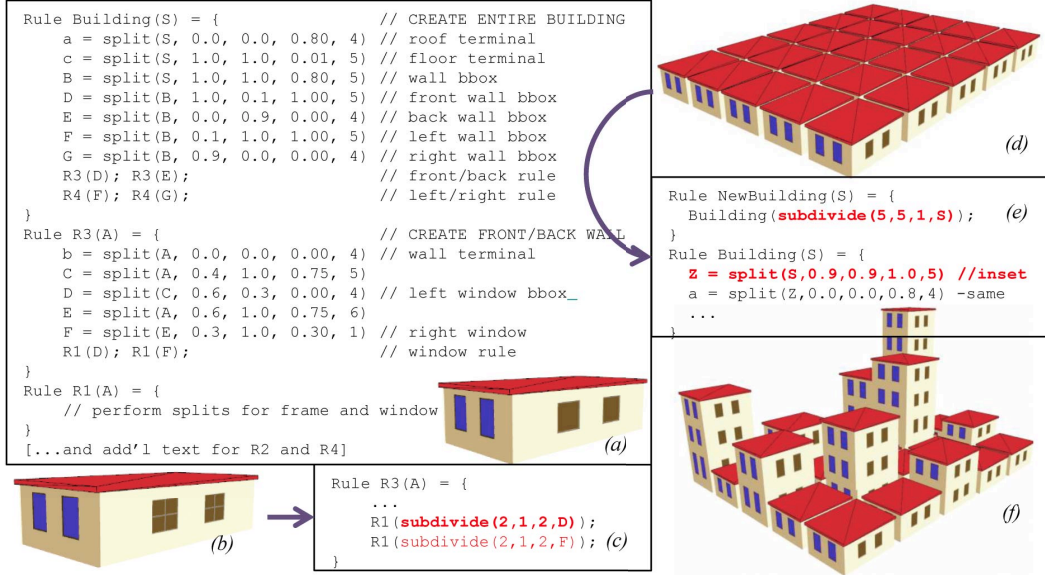 Rule Building(S) = { // CREATE ENTIRE BUILDING
a = split(S, 0.0, 0.0, 0.80, 4) // roof terminal
c = split(S, 1.0, 1.0, 0.01, 5) // floor terminal
B = split(S, 1.0, 1.0, 0.80, 5) // wall bbox
D = split(B, 1.0, 0.1, 1.00, 5) // front wall bbox
E = split(B, 0.0, 0.9, 0.00, 4) // back wall bbox
F = split(B, 0.1, 1.0, 1.00, 5) // left wall bbox
G = split(B, 0.9, 0.0, 0.00, 4) // right wall bbox
R3(D); R3(E); // front/back rule
R4(F); R4(G); // left/right rule
}
Rule R3(A) = { // CREATE FRONT/BACK WALL
b = split(A, 0.0, 0.0, 0.00, 4) // wall terminal
C = split(A, 0.4, 1.0, 0.75, 5)
D = split(C, 0.6, 0.3, 0.00, 4) // left window bbox_
E = split(A, 0.6, 1.0, 0.75, 6)
F = split(E, 0.3, 1.0, 0.30, 1) // right window
R1(D); R1(F); // window rule
}
Rule R1(A) = {
// perform splits for frame and window
}
[...and add'l text for R2 and R4]
(a)
(b)
Rule R3(A) = {
...
R1(subdivide(2,1,2,D));
R1(subdivide(2,1,2,F)); (c)
}
(d)
Rule NewBuilding(S) = { (e)
Building(subdivide(5,5,1,S));
}
Rule Building(S) = {
Z = split(S,0.9,0.9,1.0,5) //inset
a = split(Z,0.0,0.0,0.8,4) -same
...
}
(f)